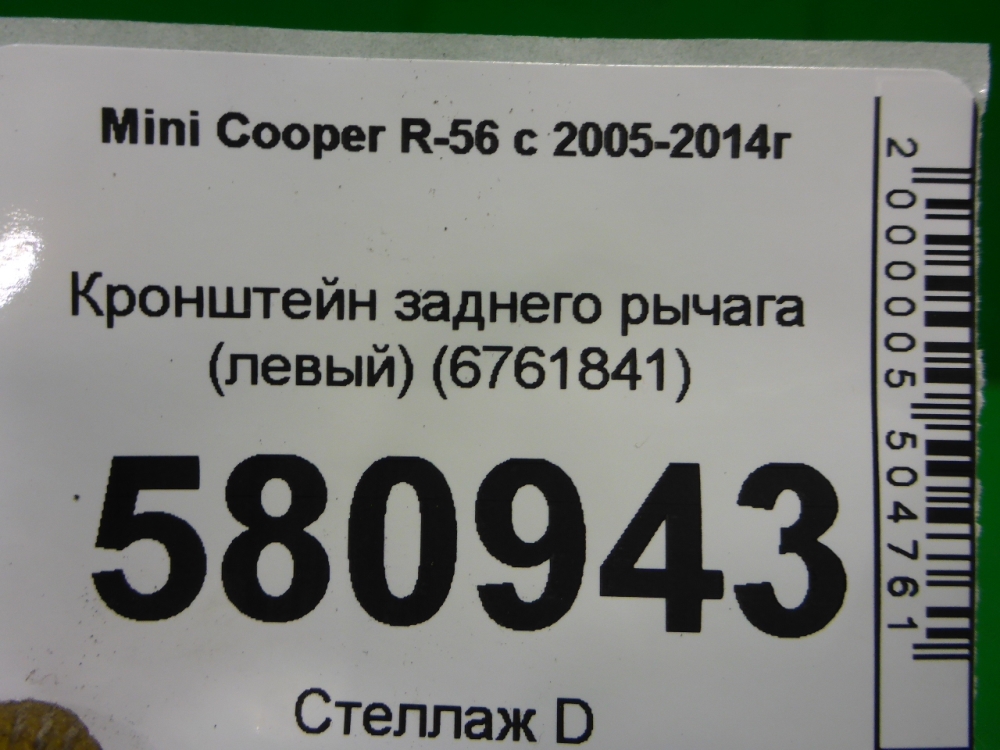 Mini Cooper R-56 с 2005-2014г
Кронштейн заднего рычага
(левый) (6761841)
580943
Стеллаж D
2000005504761